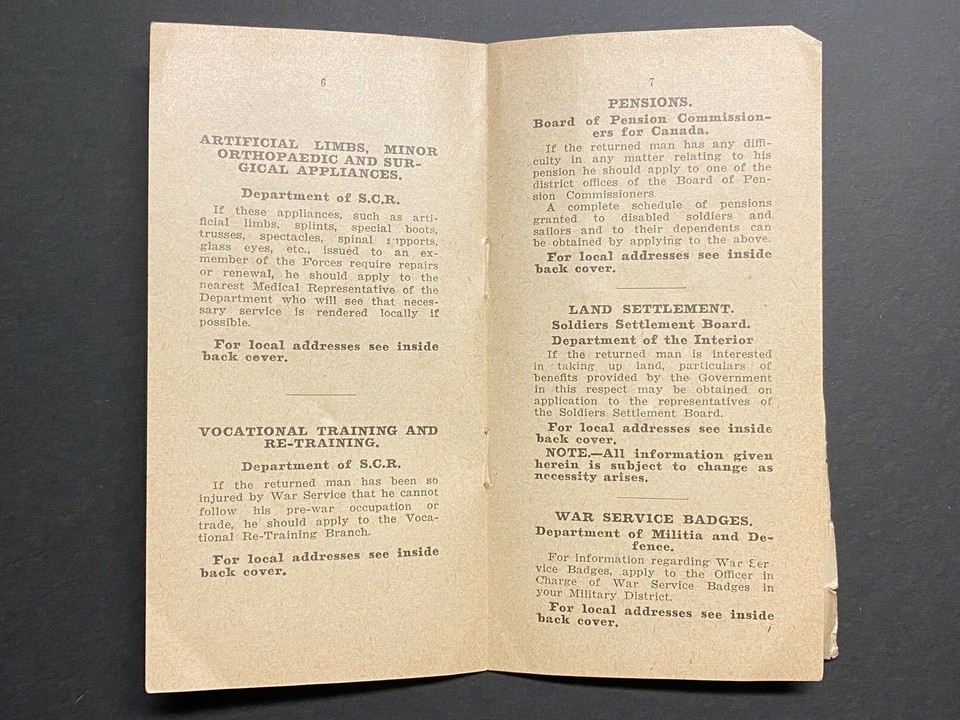 6
ARTIFICIAL LIMBS, MINOR
ORTHOPAEDIC AND SUR-
GICAL APPLIANCES.
Department of S.C.R.
If these appliances, such as arti-
ficial limbs, splints, special boots,
trusses, spectacles, spinal supports,
glass eyes, etc., issued to an ex-
member of the Forces require repairs
or renewal, he should apply to the
nearest Medical Representative of the
Department who will see that neces-
sary service is rendered locally if
possible.
For local addresses see inside
back cover.
VOCATIONAL TRAINING AND
RE-TRAINING.
Department of S.C.R.
If the returned man has been so
injured by War Service that he cannot
follow his pre-war occupation or
trade, he should apply to the Voca-
tional Re-Training Branch.
For local addresses see inside
back cover.
7
PENSIONS.
Board of Pension Commission-
ers for Canada.
If the returned man has any diffi-
culty in any matter relating to his
pension he should apply to one of the
district offices of the Board of Pen-
sion Commissioners
A complete schedule of pensions
granted to disabled soldiers and
sailors and to their dependents can
be obtained by applying to the above.
For local addresses see inside
back cover.
LAND SETTLEMENT.
Soldiers Settlement Board.
Department of the Interior
If the returned man is interested
in taking up land, particulars of
benefits provided by the Government
in this respect may be obtained on
application to the representatives of
the Soldiers Settlement Board.
For local addresses see inside
back cover.
NOTE.—All information given
herein is subject to change as
necessity arises.
WAR SERVICE BADGES.
Department of Militia and De-
fence.
For information regarding War Ser
vice Badges, apply to the Officer in
Charge of War Service Badges in
your Military District.
For local addresses see inside
back cover.